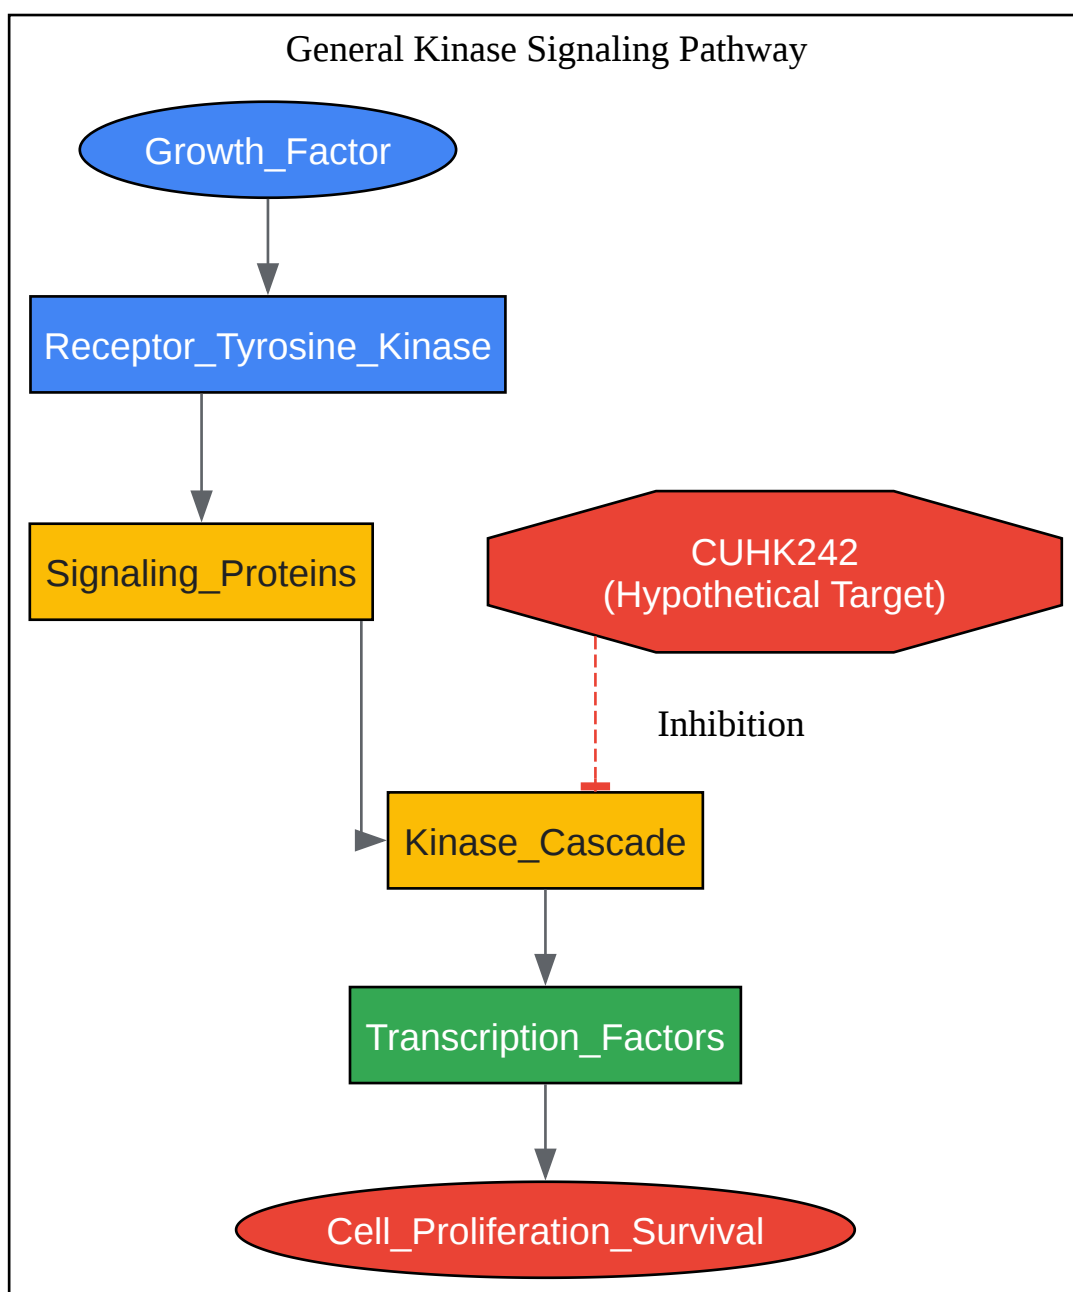 General Kinase Signaling Pathway
Growth_Factor
Receptor_Tyrosine_Kinase
Signaling_Proteins
CUHK242
(Hypothetical Target)
Inhibition
Kinase_Cascade
Transcription_Factors
Cell_Proliferation_Survival